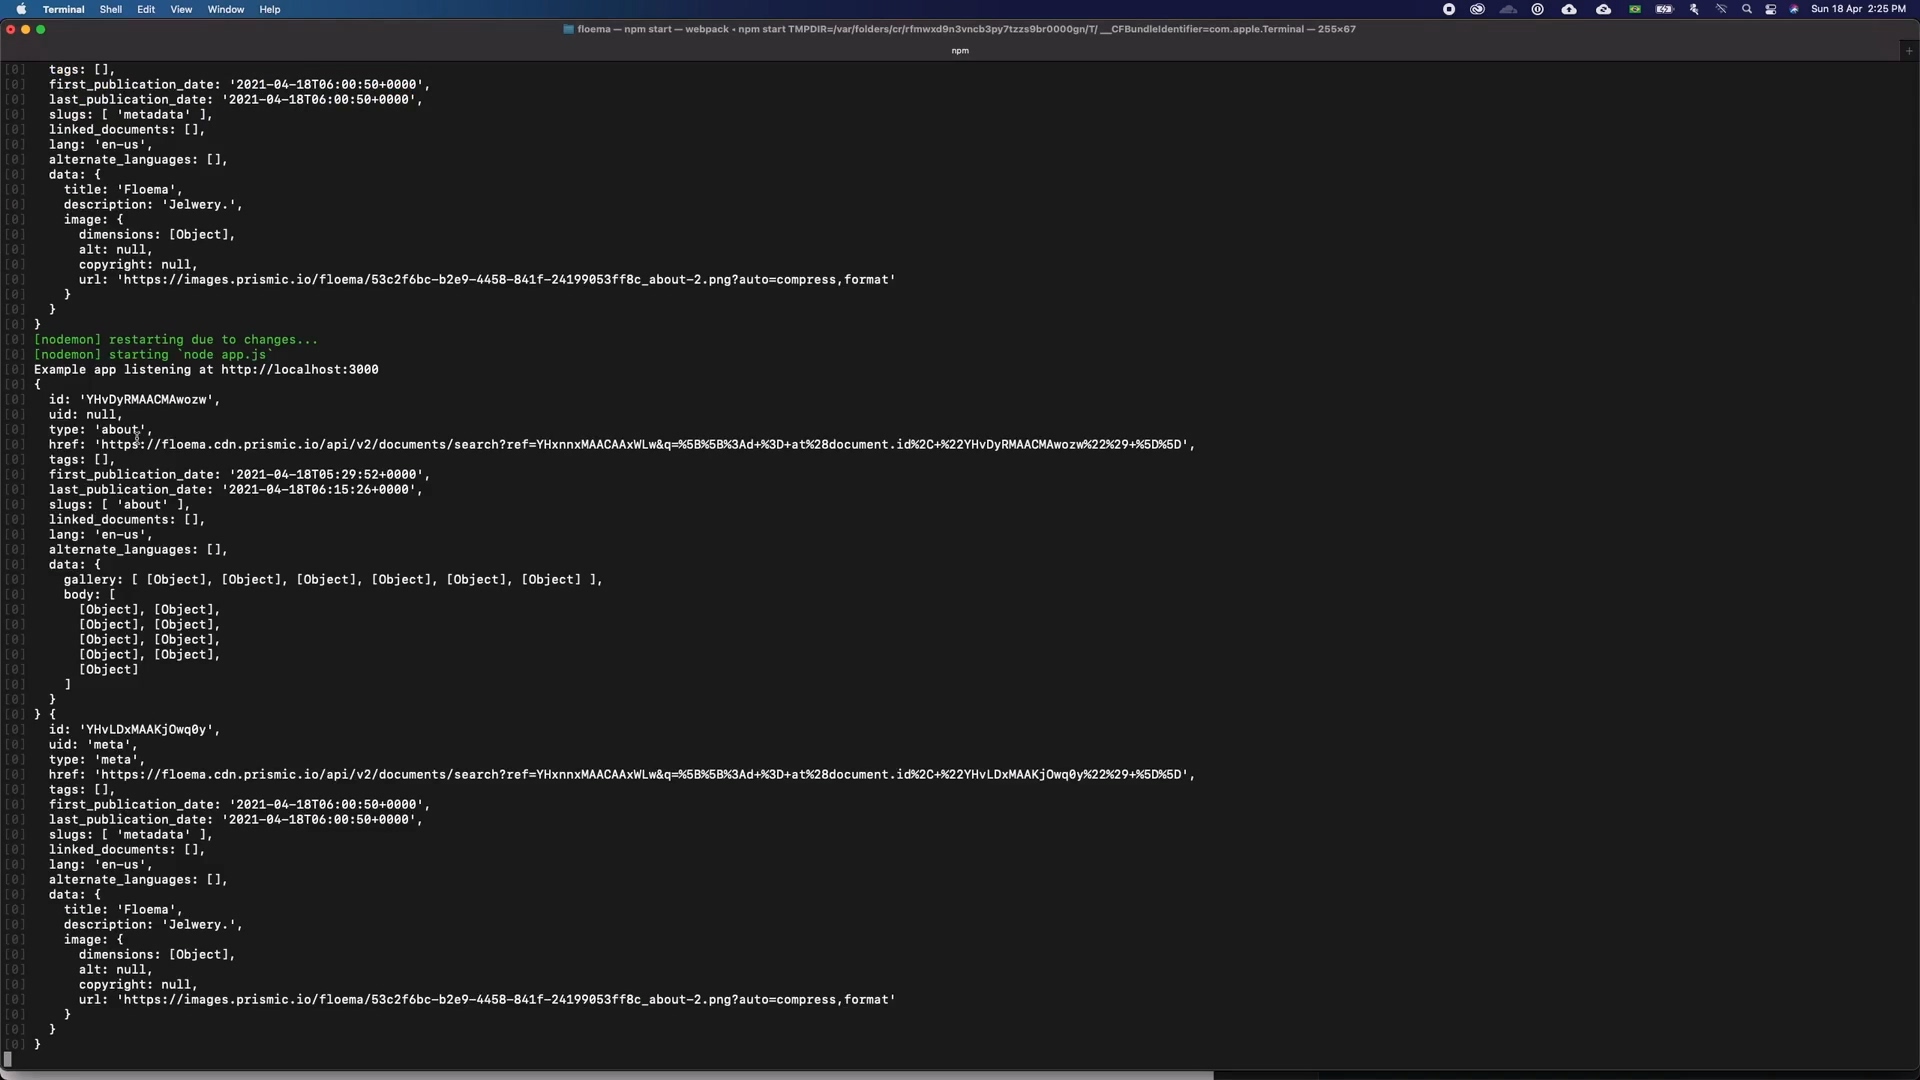 Terminal Shell Edit View Window Help Sun 18 Apr 2:25 PM
floema — npm start — webpack • npm start TMPDIR=/var/folders/cr/rfmwxd9n3vncb3py7tzzs9br0000gn/T/ __CFBundleIdentifier=com.apple.Terminal — 255×67
npm
[0] tags: [],
[0] first_publication_date: '2021-04-18T06:00:50+0000',
[0] last_publication_date: '2021-04-18T06:00:50+0000',
[0] slugs: [ 'metadata' ],
[0] linked_documents: [],
[0] lang: 'en-us',
[0] alternate_languages: [],
[0] data: {
[0] title: 'Floema',
[0] description: 'Jelwery.',
[0] image: {
[0] dimensions: [Object],
[0] alt: null,
[0] copyright: null,
[0] url: 'https://images.prismic.io/floema/53c2f6bc-b2e9-4458-841f-24199053ff8c_about-2.png?auto=compress,format'
[0] }
[0] }
[0] }
[0] [nodemon] restarting due to changes...
[0] [nodemon] starting `node app.js`
[0] Example app listening at http://localhost:3000
[0] {
[0] id: 'YHvDyRMAACMAwozw',
[0] uid: null,
[0] type: 'about',
[0] href: 'https://floema.cdn.prismic.io/api/v2/documents/search?ref=YHxnnxMAACAAxWLw&q=%5B%5B%3Ad+%3D+at%28document.id%2C+%22YHvDyRMAACMAwozw%22%29+%5D%5D',
[0] tags: [],
[0] first_publication_date: '2021-04-18T05:29:52+0000',
[0] last_publication_date: '2021-04-18T06:15:26+0000',
[0] slugs: [ 'about' ],
[0] linked_documents: [],
[0] lang: 'en-us',
[0] alternate_languages: [],
[0] data: {
[0] gallery: [ [Object], [Object], [Object], [Object], [Object], [Object] ],
[0] body: [
[0] [Object], [Object],
[0] [Object], [Object],
[0] [Object], [Object],
[0] [Object], [Object],
[0] [Object]
[0] ]
[0] }
[0] } {
[0] id: 'YHvLDxMAAKjOwq0y',
[0] uid: 'meta',
[0] type: 'meta',
[0] href: 'https://floema.cdn.prismic.io/api/v2/documents/search?ref=YHxnnxMAACAAxWLw&q=%5B%5B%3Ad+%3D+at%28document.id%2C+%22YHvLDxMAAKjOwq0y%22%29+%5D%5D',
[0] tags: [],
[0] first_publication_date: '2021-04-18T06:00:50+0000',
[0] last_publication_date: '2021-04-18T06:00:50+0000',
[0] slugs: [ 'metadata' ],
[0] linked_documents: [],
[0] lang: 'en-us',
[0] alternate_languages: [],
[0] data: {
[0] title: 'Floema',
[0] description: 'Jelwery.',
[0] image: {
[0] dimensions: [Object],
[0] alt: null,
[0] copyright: null,
[0] url: 'https://images.prismic.io/floema/53c2f6bc-b2e9-4458-841f-24199053ff8c_about-2.png?auto=compress,format'
[0] }
[0] }
[0] }